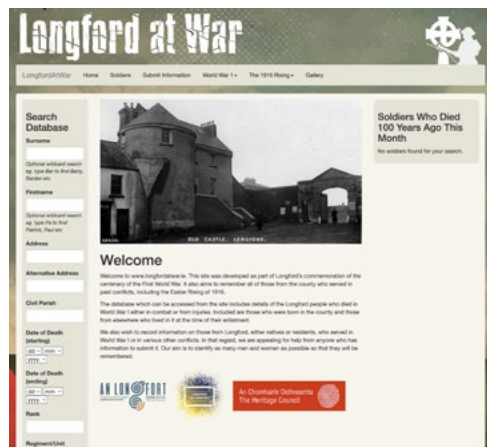 Longford at War
LongfordAtWar Home Soldiers Submit Information World War 1 The 1916 Rising Gallery
Search
Database
Surname
Optional wildcard search
eg. type Bar to find Barry,
Barden etc
Firstname
Optional wildcard search
eg. type Pa to find
Patrick, Paul etc
Address
Alternative Address
Civil Parish
Date of Death
(starting)
dd mm
yyyy
Date of Death
(ending)
dd mm
yyyy
Rank
Regiment/Unit
OLD CASTLE, LONGFORD.
Welcome
Welcome to www.longfordatwar.ie. This site was developed as part of Longford's commemoration of the
centenary of the First World War. It also aims to remember all of those from the county who served in
past conflicts, including the Easter Rising of 1916.
The database which can be accessed from the site includes details of the Longford people who died in
World War I either in combat or from injuries. Included are those who were born in the county and those
from elsewhere who lived in it at the time of their enlistment.
We also wish to record information on those from Longford, either natives or residents, who served in
World War I or in various other conflicts. In that regard, we are appealing for help from anyone who has
information to submit it. Our aim is to identify as many men and women as possible so that they will be
remembered.
AN LONGFORT
An Chomhairle Oidhreachta
The Heritage Council
Soldiers Who Died
100 Years Ago This
Month
No soldiers found for your search.